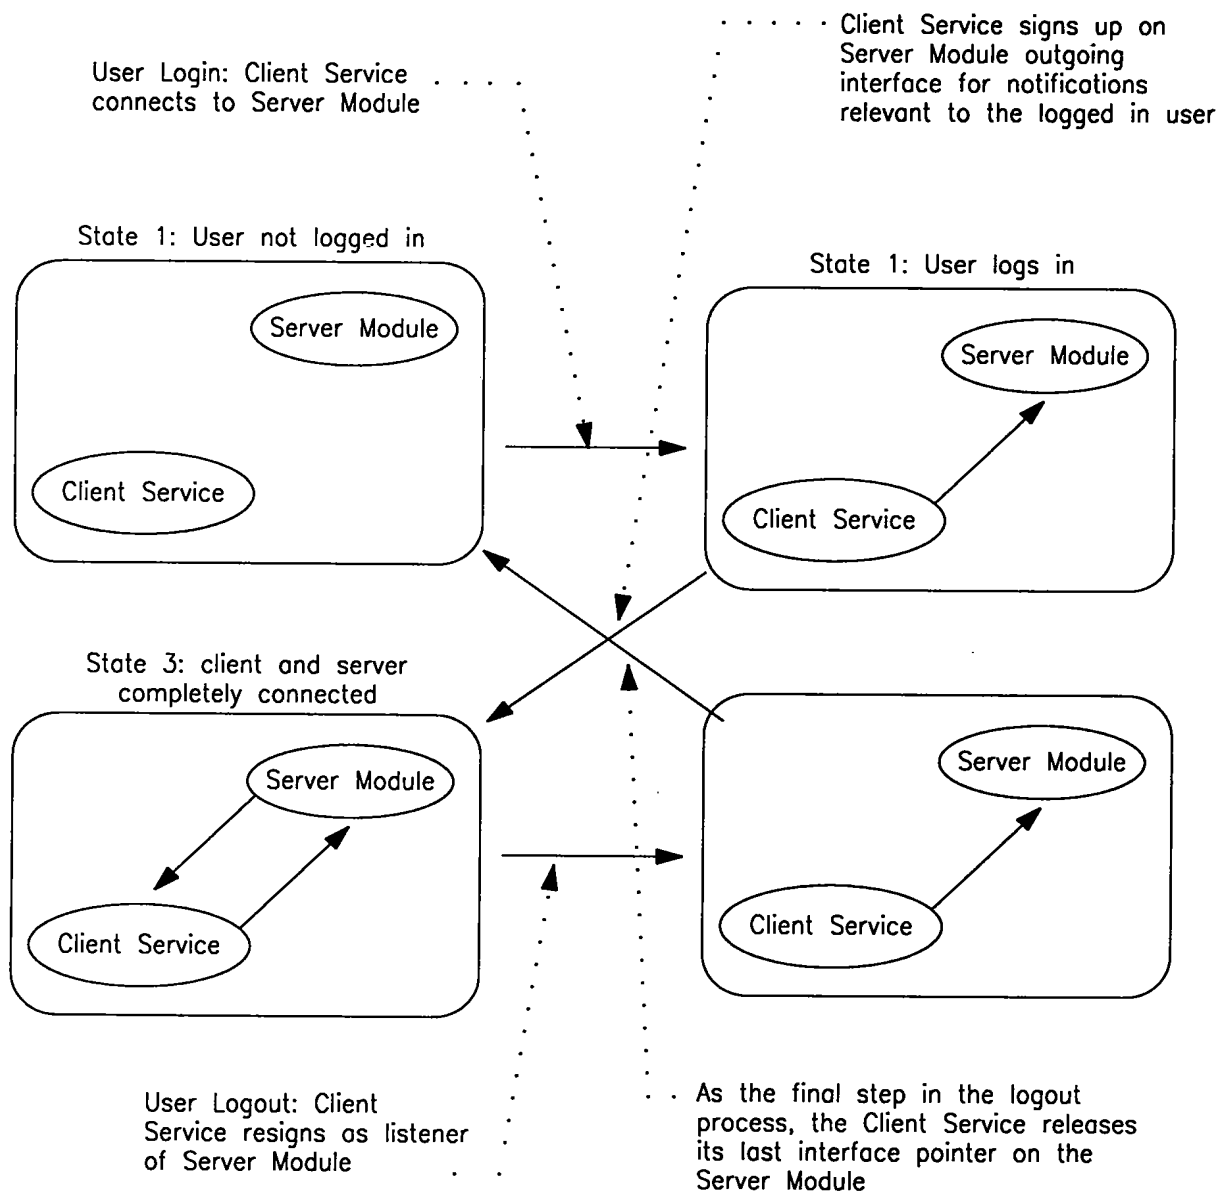 Client Service signs up on
Server Module outgoing
interface for notifications
relevant to the logged in user
User Login: Client Service
connects to Server Module
State 1: User not logged in
Server Module
Client Service
State 1: User logs in
Server Module
Client Service
State 3: client and server
completely connected
Server Module
Client Service
Server Module
Client Service
User Logout: Client
Service resigns as listener
of Server Module
As the final step in the logout
process, the Client Service releases
its last interface pointer on the
Server Module